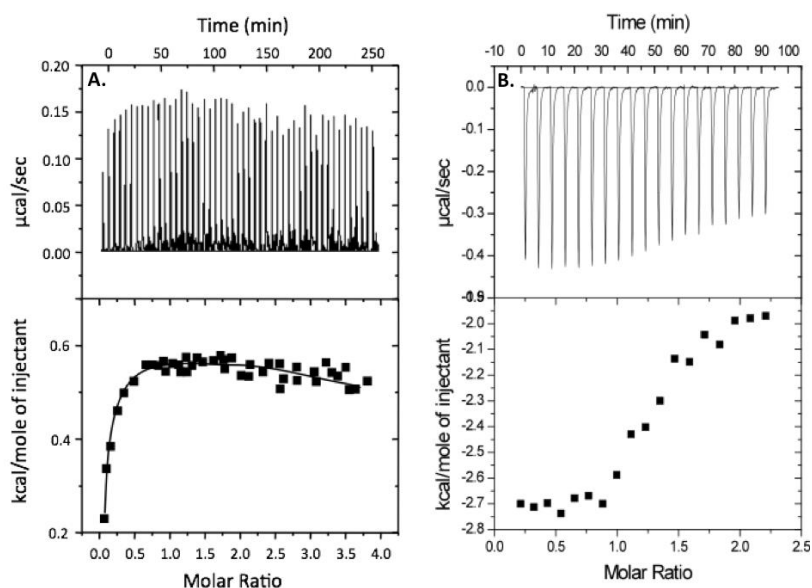 Time (min)
0 50 100 150 200 250
A.
0.20
0.15
0.10
0.05
0.00
µcal/sec
0.6
0.4
0.2
kcal/mole of injectant
0.0 0.5 1.0 1.5 2.0 2.5 3.0 3.5 4.0
Molar Ratio
Time (min)
-10 0 10 20 30 40 50 60 70 80 90 100
B.
0.0
-0.1
-0.2
-0.3
-0.4
µcal/sec
-2.0
-2.1
-2.2
-2.3
-2.4
-2.5
-2.6
-2.7
-2.8
kcal/mole of injectant
0.0 0.5 1.0 1.5 2.0 2.5
Molar Ratio